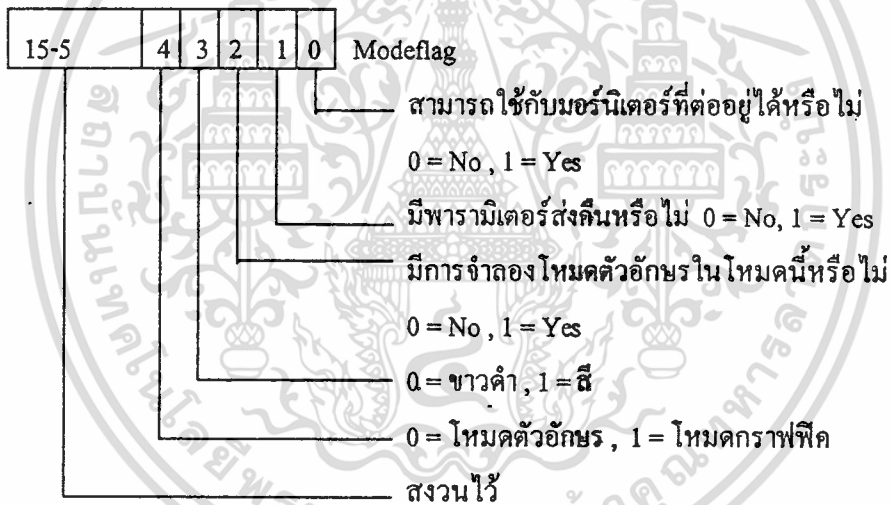 15-5 4 3 2 1 0 Modeflag
สามารถใช้กับมอร์นิเตอร์ที่ต่ออยู่ได้หรือไม่
0 = No , 1 = Yes
มีพารามิเตอร์ส่งคืนหรือไม่ 0 = No, 1 = Yes
มีการจำลองโหมดตัวอักษรในโหมดนี้หรือไม่
0 = No , 1 = Yes
0 = ขาวดำ , 1 = สี
0 = โหมดตัวอักษร , 1 = โหมดกราฟฟิค
สงวนไว้